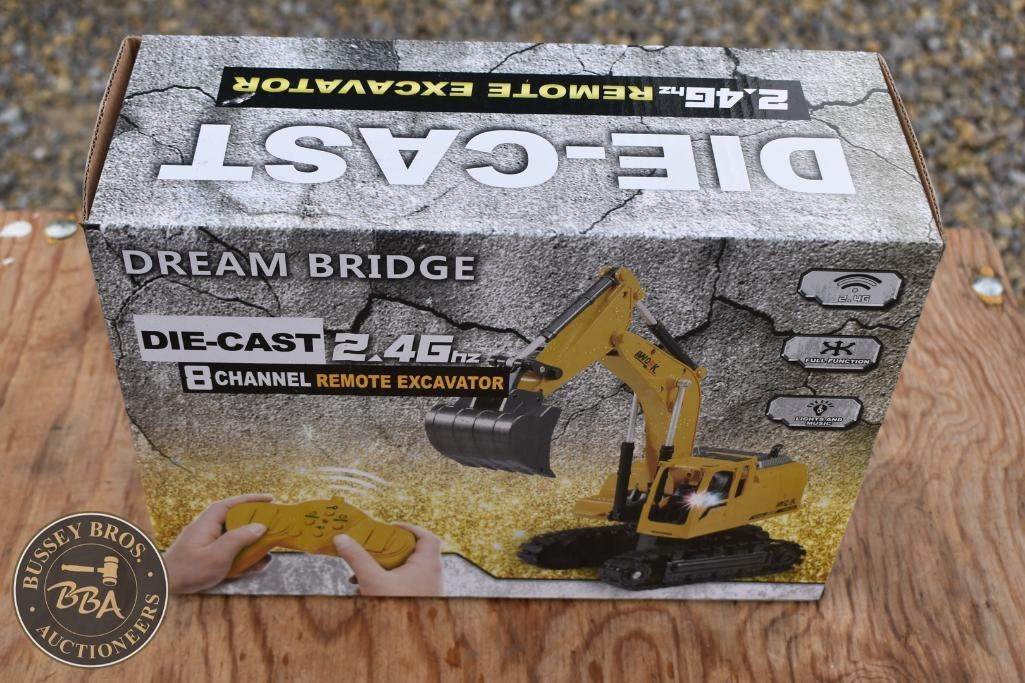 2.4Ghz REMOTE EXCAVATOR
DIE-CAST
DREAM BRIDGE
DIE-CAST 2.4Ghz
8 CHANNEL REMOTE EXCAVATOR
2.4G
FULL FUNCTION
LIGHTS AND
MUSIC
BUSSEY BROS.
BBA
AUCTIONEERS